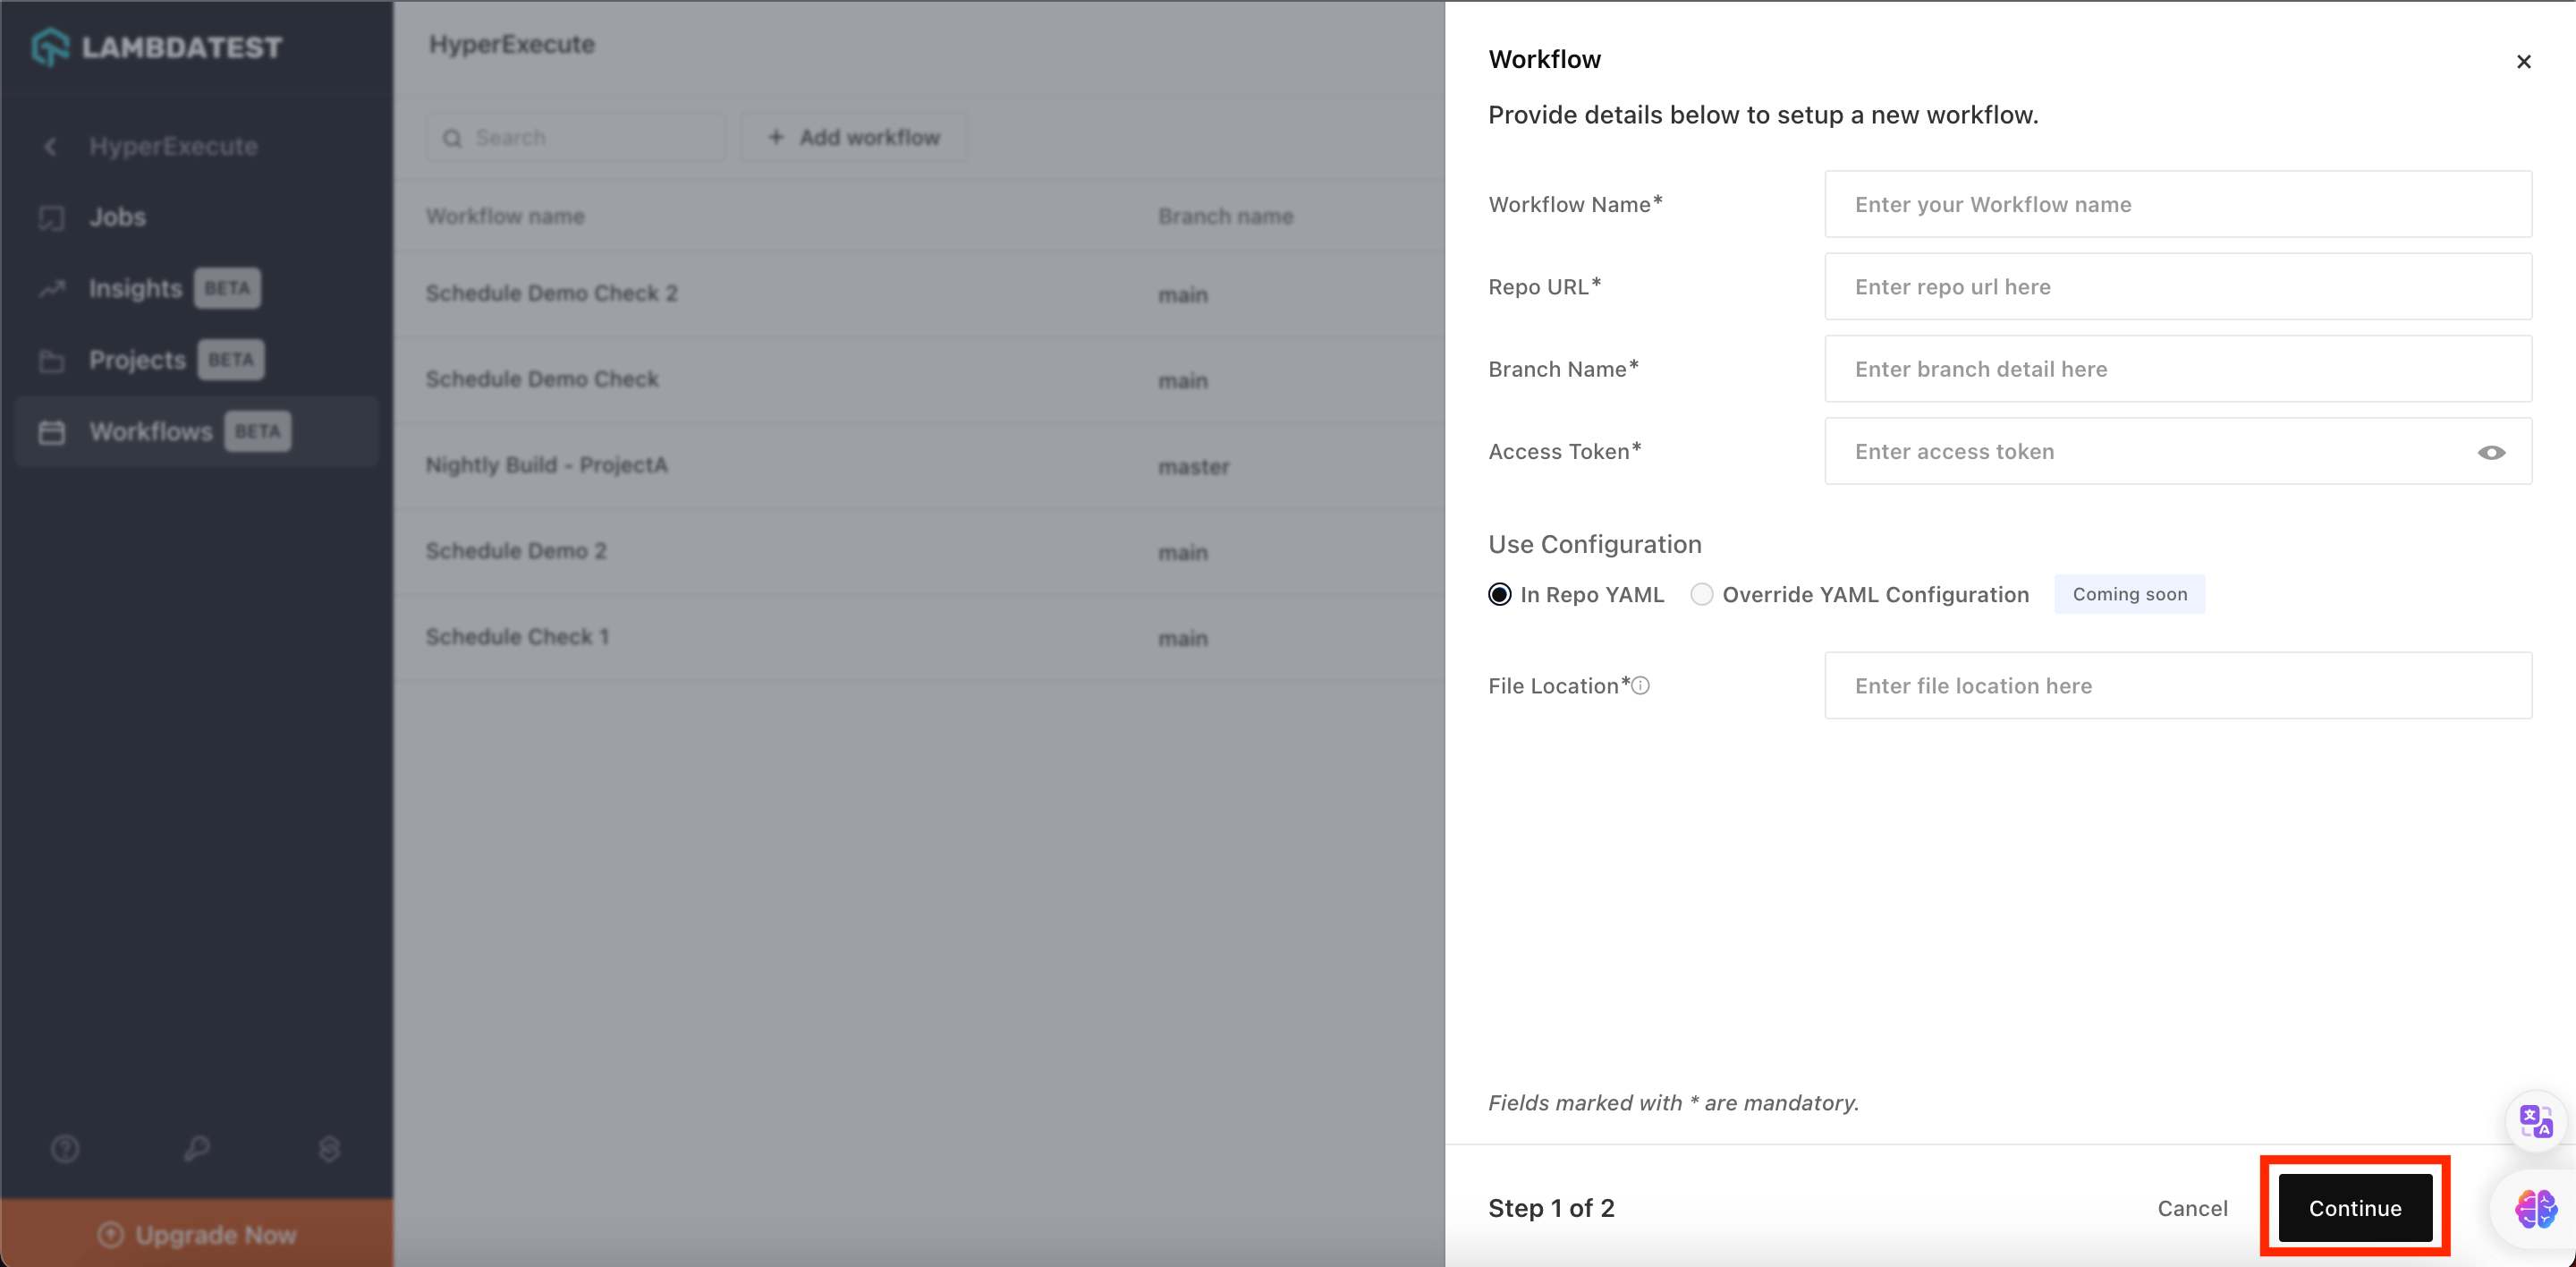 LAMBDATEST
HyperExecute
Jobs
Insights BETA
Projects BETA
Workflows BETA
Upgrade Now
HyperExecute
Search
+ Add workflow
Workflow name Branch name
Schedule Demo Check 2 main
Schedule Demo Check main
Nightly Build - ProjectA master
Schedule Demo 2 main
Schedule Check 1 main
Workflow
Provide details below to setup a new workflow.
Workflow Name* Enter your Workflow name
Repo URL* Enter repo url here
Branch Name* Enter branch detail here
Access Token* Enter access token
Use Configuration
In Repo YAML Override YAML Configuration Coming soon
File Location* Enter file location here
Fields marked with * are mandatory.
Step 1 of 2 Cancel Continue